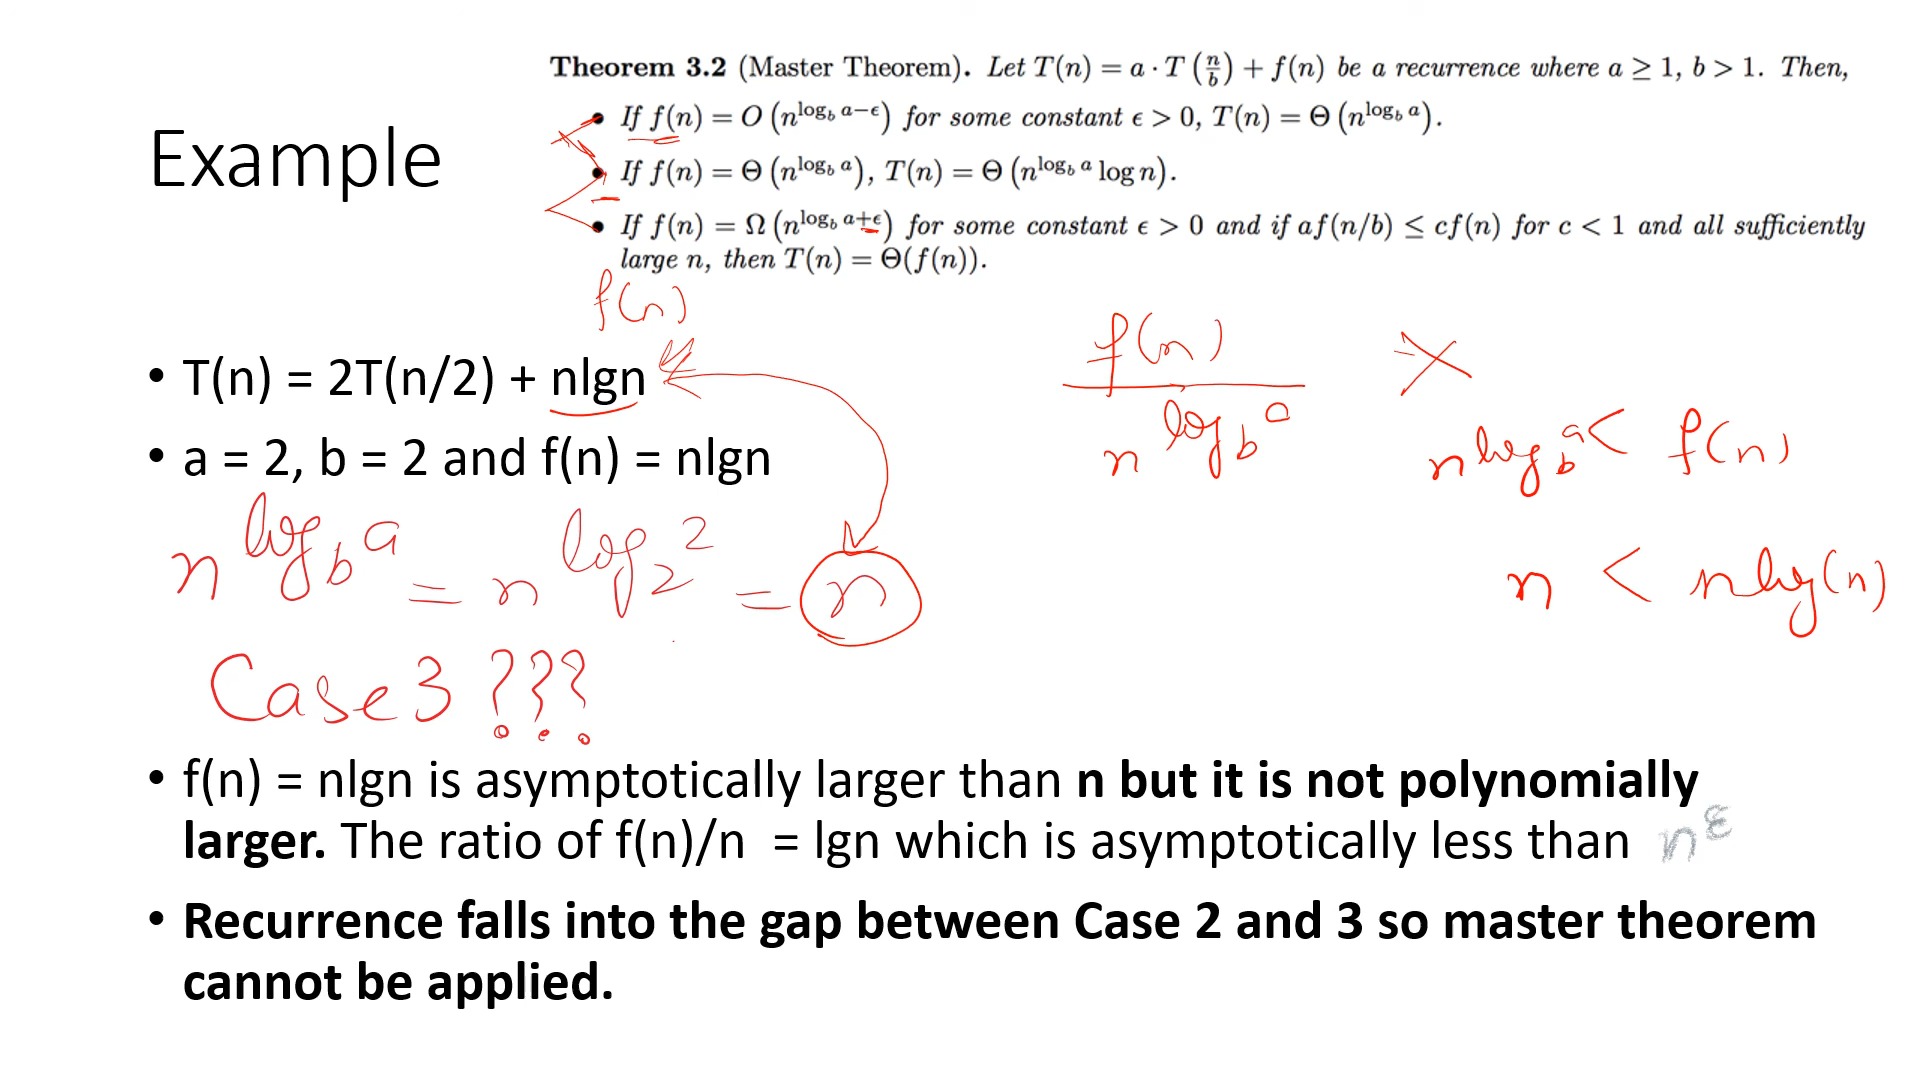 Example
Theorem 3.2 (Master Theorem). Let T(n) = a · T (n/b) + f(n) be a recurrence where a ≥ 1, b > 1. Then,
• If f(n) = O (n^{log_b a−ϵ}) for some constant ϵ > 0, T(n) = Θ (n^{log_b a}).
• If f(n) = Θ (n^{log_b a}), T(n) = Θ (n^{log_b a} log n).
• If f(n) = Ω (n^{log_b a+ϵ}) for some constant ϵ > 0 and if af(n/b) ≤ cf(n) for c < 1 and all sufficiently
large n, then T(n) = Θ(f(n)).
f(n)
• T(n) = 2T(n/2) + nlgn
• a = 2, b = 2 and f(n) = nlgn
f(n)
n^{log_b a}
n^{log_b a} < f(n)
n^{log_b a} = n^{log_2 2} = n
n < nlg(n)
Case 3 ???
• f(n) = nlgn is asymptotically larger than n but it is not polynomially
larger. The ratio of f(n)/n = lgn which is asymptotically less than n^ε
• Recurrence falls into the gap between Case 2 and 3 so master theorem
cannot be applied.